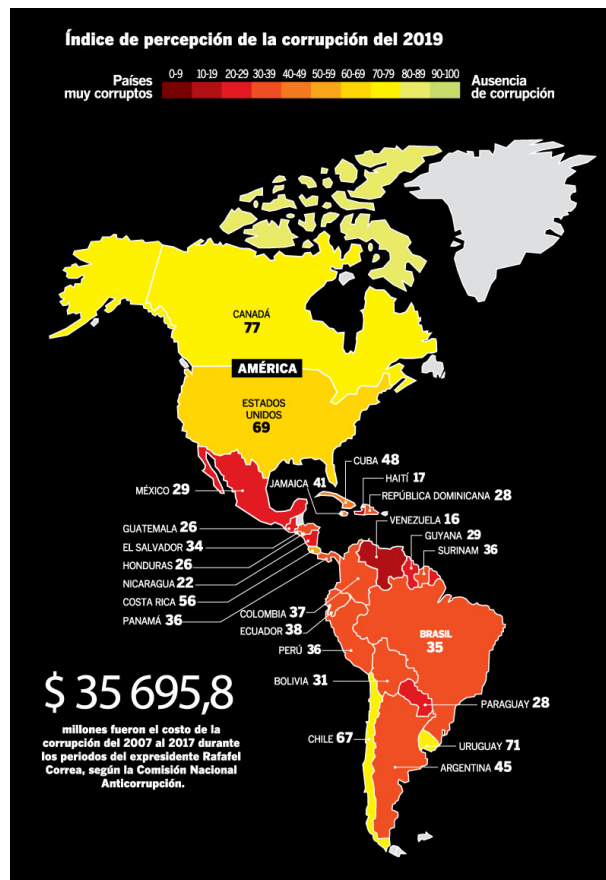 Índice de percepción de la corrupción del 2019
Países
muy corruptos
0-9 10-19 20-29 30-39 40-49 50-59 60-69 70-79 80-89 90-100
Ausencia
de corrupción
CANADÁ
77
AMÉRICA
ESTADOS
UNIDOS
69
CUBA 48
JAMAICA 41
HAITÍ 17
MÉXICO 29
REPÚBLICA DOMINICANA 28
VENEZUELA 16
GUATEMALA 26
GUYANA 29
EL SALVADOR 34
SURINAM 36
HONDURAS 26
NICARAGUA 22
COSTA RICA 56
COLOMBIA 37
PANAMÁ 36
ECUADOR 38
BRASIL
35
PERÚ 36
BOLIVIA 31
PARAGUAY 28
CHILE 67
URUGUAY 71
ARGENTINA 45
$ 35 695,8
millones fueron el costo de la
corrupción del 2007 al 2017 durante
los periodos del expresidente Rafafel
Correa, según la Comisión Nacional
Anticorrupción.